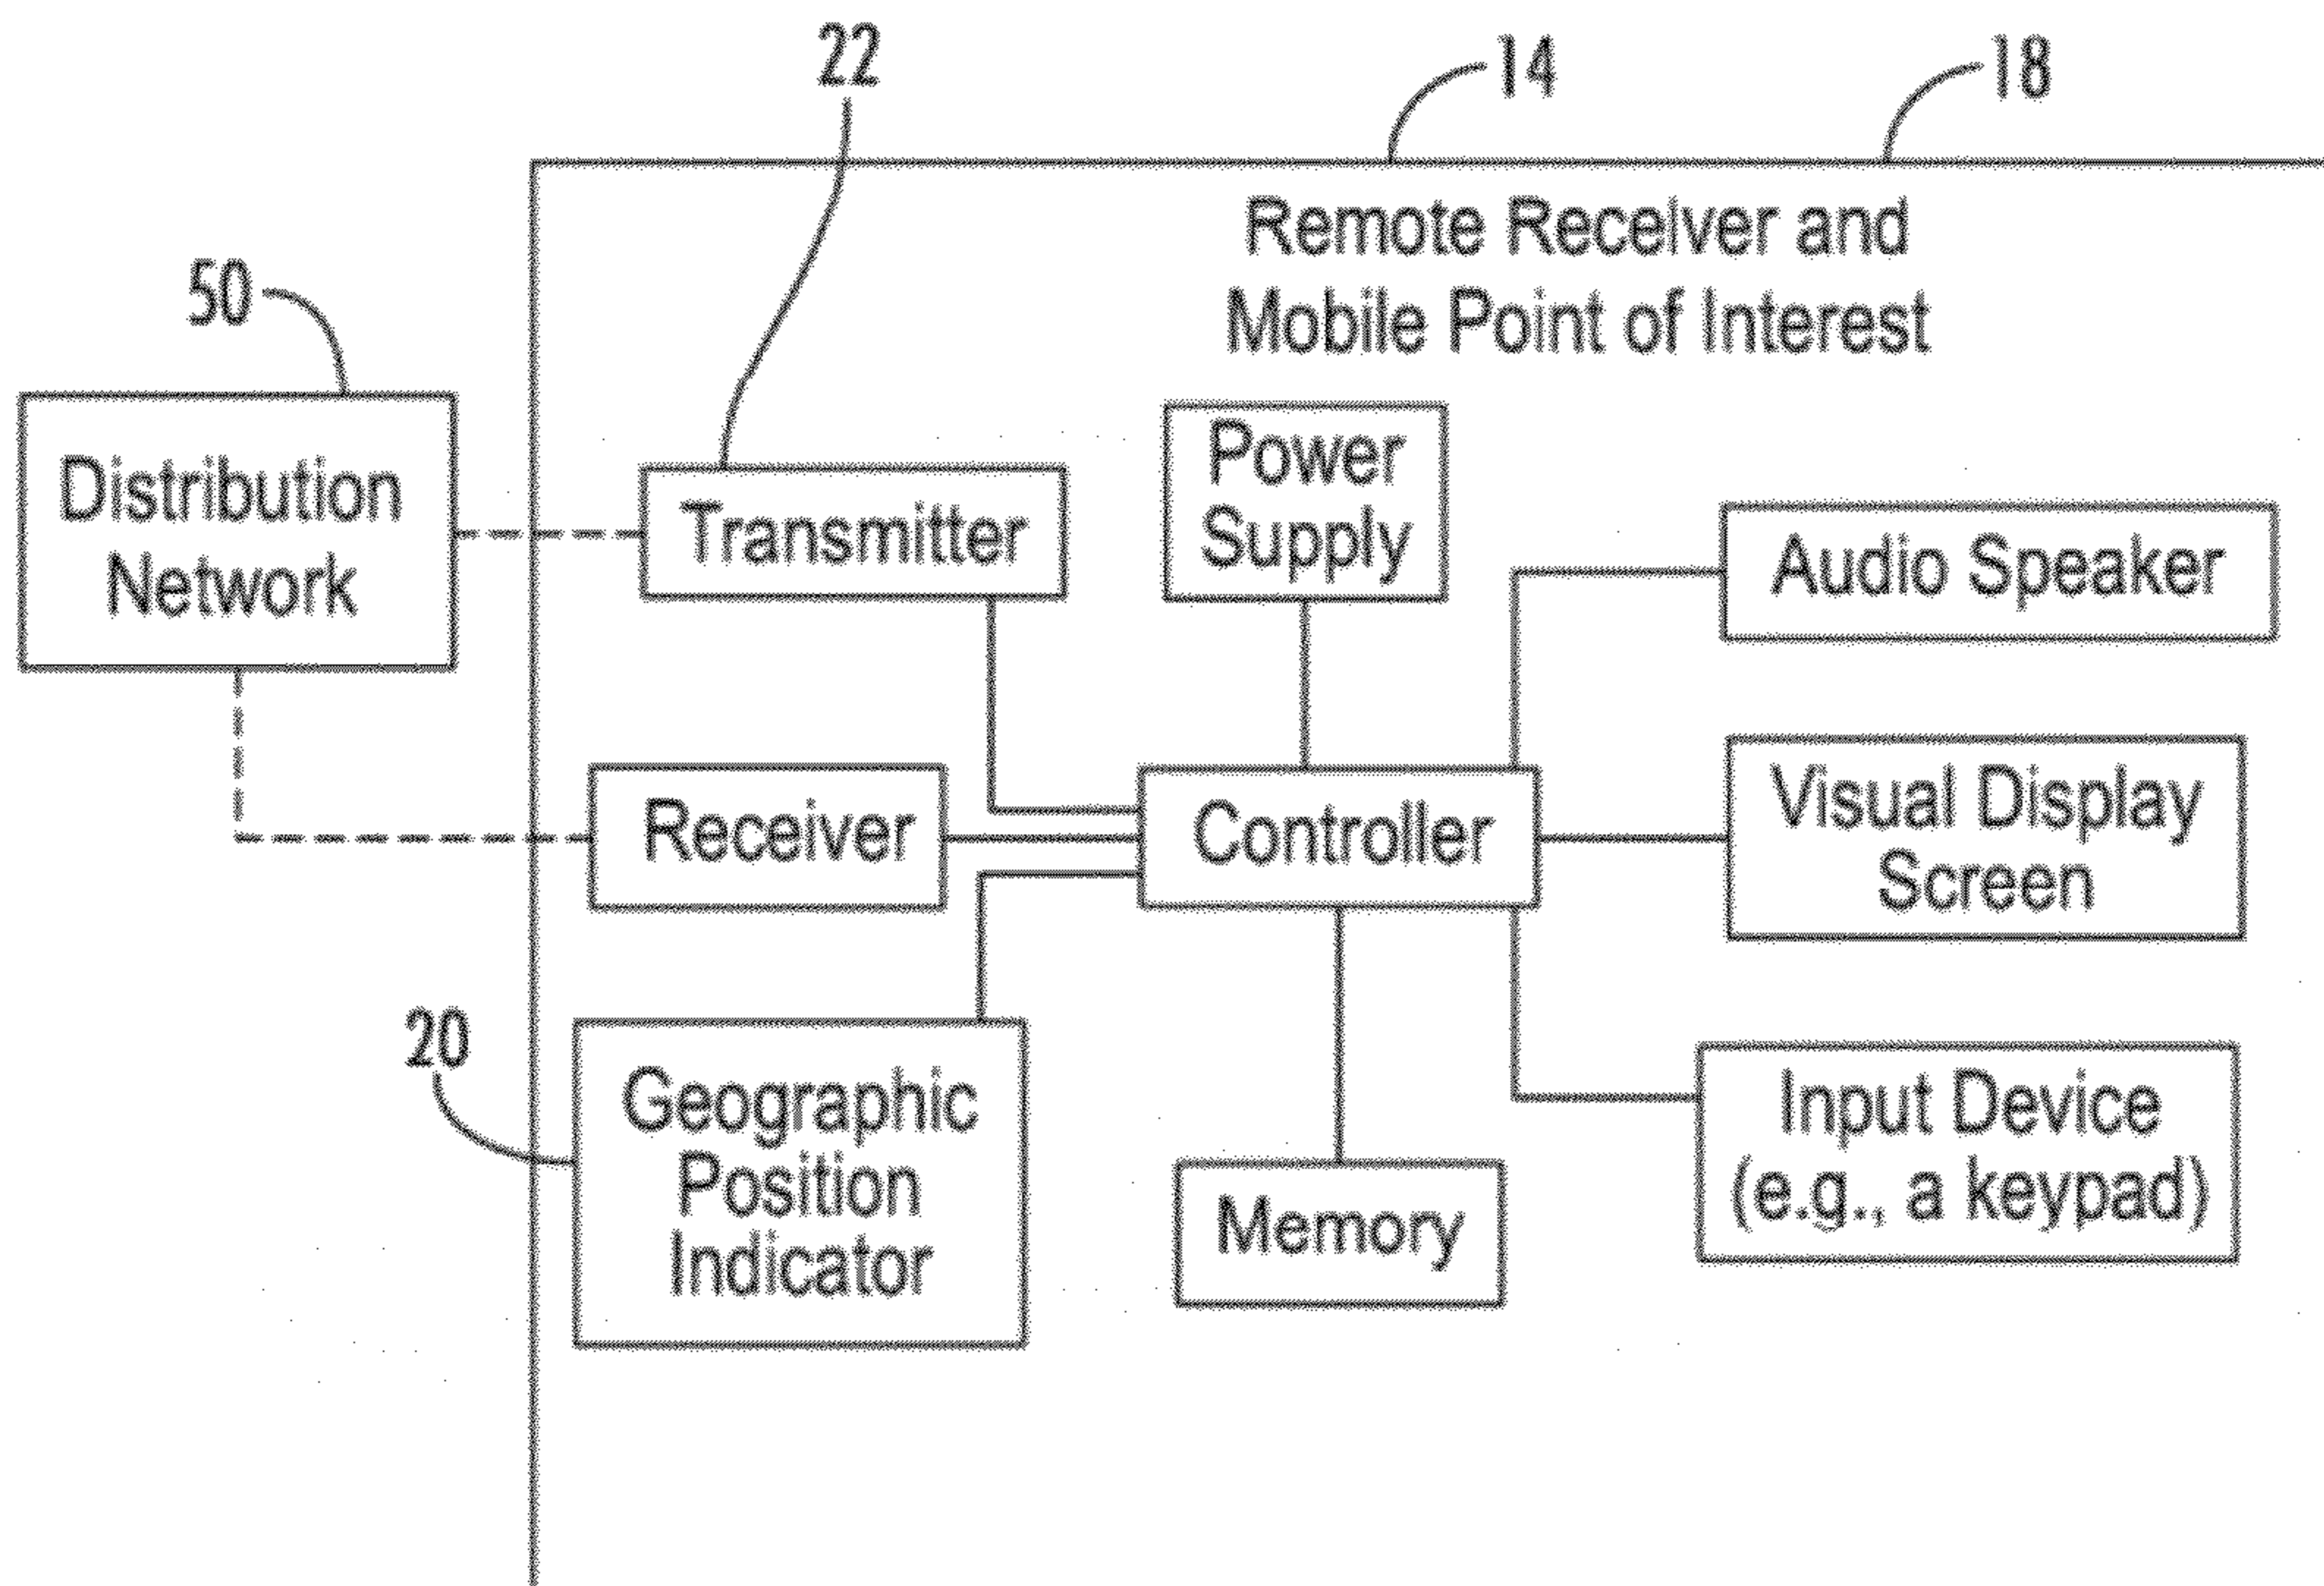 22
14
18
Remote Receiver and
Mobile Point of Interest
50
Distribution
Network
Transmitter
Power
Supply
Audio Speaker
Receiver
Controller
Visual Display
Screen
20
Geographic
Position
Indicator
Memory
Input Device
(e.g., a keypad)